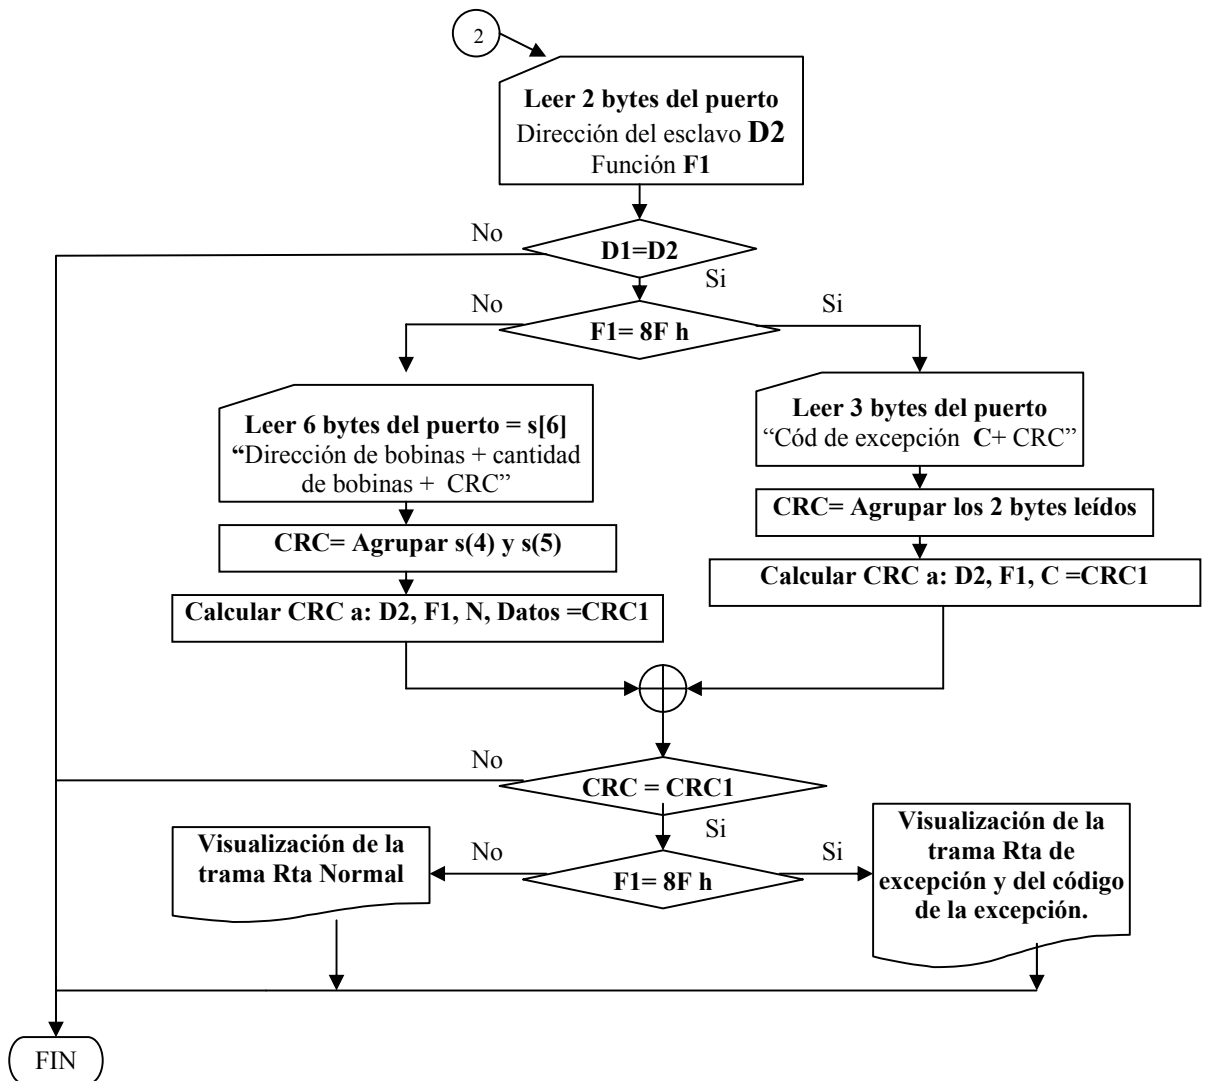 2
Leer 2 bytes del puerto
Dirección del esclavo D2
Función F1
No
D1=D2
Si
No
Si
F1= 8F h
Leer 6 bytes del puerto = s[6]
“Dirección de bobinas + cantidad
de bobinas + CRC”
Leer 3 bytes del puerto
“Cód de excepción C+ CRC”
CRC= Agrupar s(4) y s(5)
CRC= Agrupar los 2 bytes leídos
Calcular CRC a: D2, F1, N, Datos =CRC1
Calcular CRC a: D2, F1, C =CRC1
No
CRC = CRC1
Si
Visualización de la
trama Rta Normal
No
F1= 8F h
Si
Visualización de la
trama Rta de
excepción y del código
de la excepción.
FIN